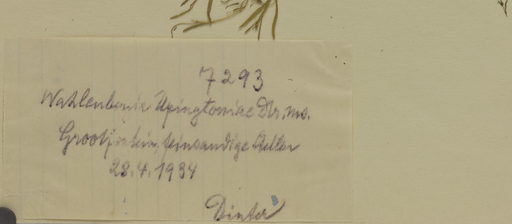 7293
Wahlenbergia Upingtoniae Dtr. ms.
Grootfontein, feinsandige Stellen
28.4.1934
Dinter